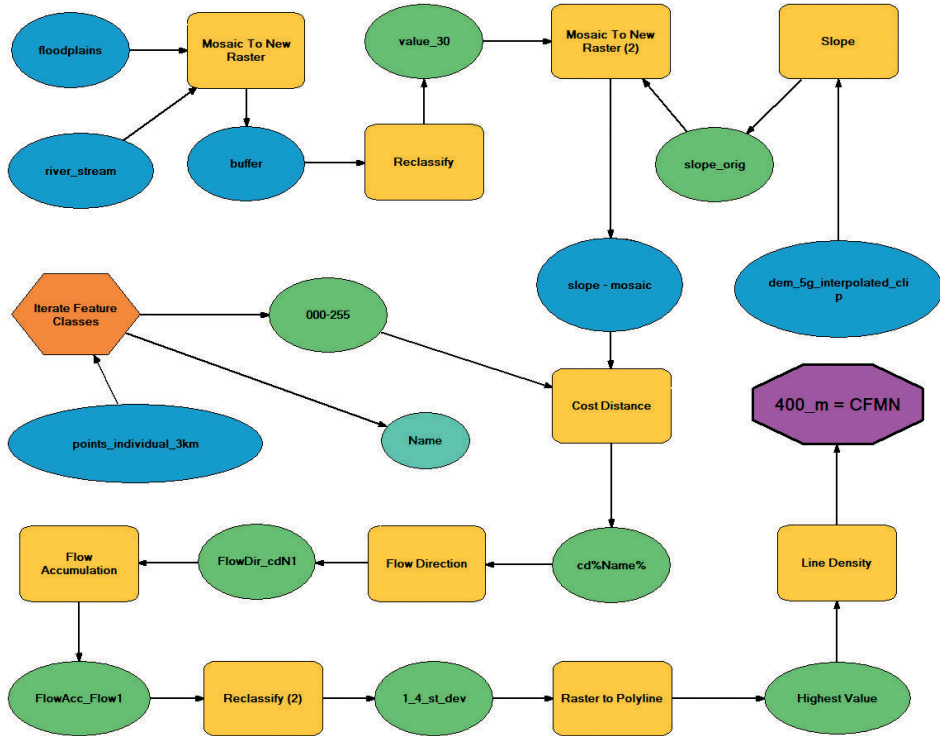 floodplains
Mosaic To New
Raster
value_30
Mosaic To New
Raster (2)
Slope
river_stream
buffer
Reclassify
slope_orig
Iterate Feature
Classes
000-255
slope - mosaic
dem_5g_interpolated_cli
p
points_individual_3km
Name
Cost Distance
400_m = CFMN
Flow
Accumulation
FlowDir_cdN1
Flow Direction
cd%Name%
Line Density
FlowAcc_Flow1
Reclassify (2)
1_4_st_dev
Raster to Polyline
Highest Value